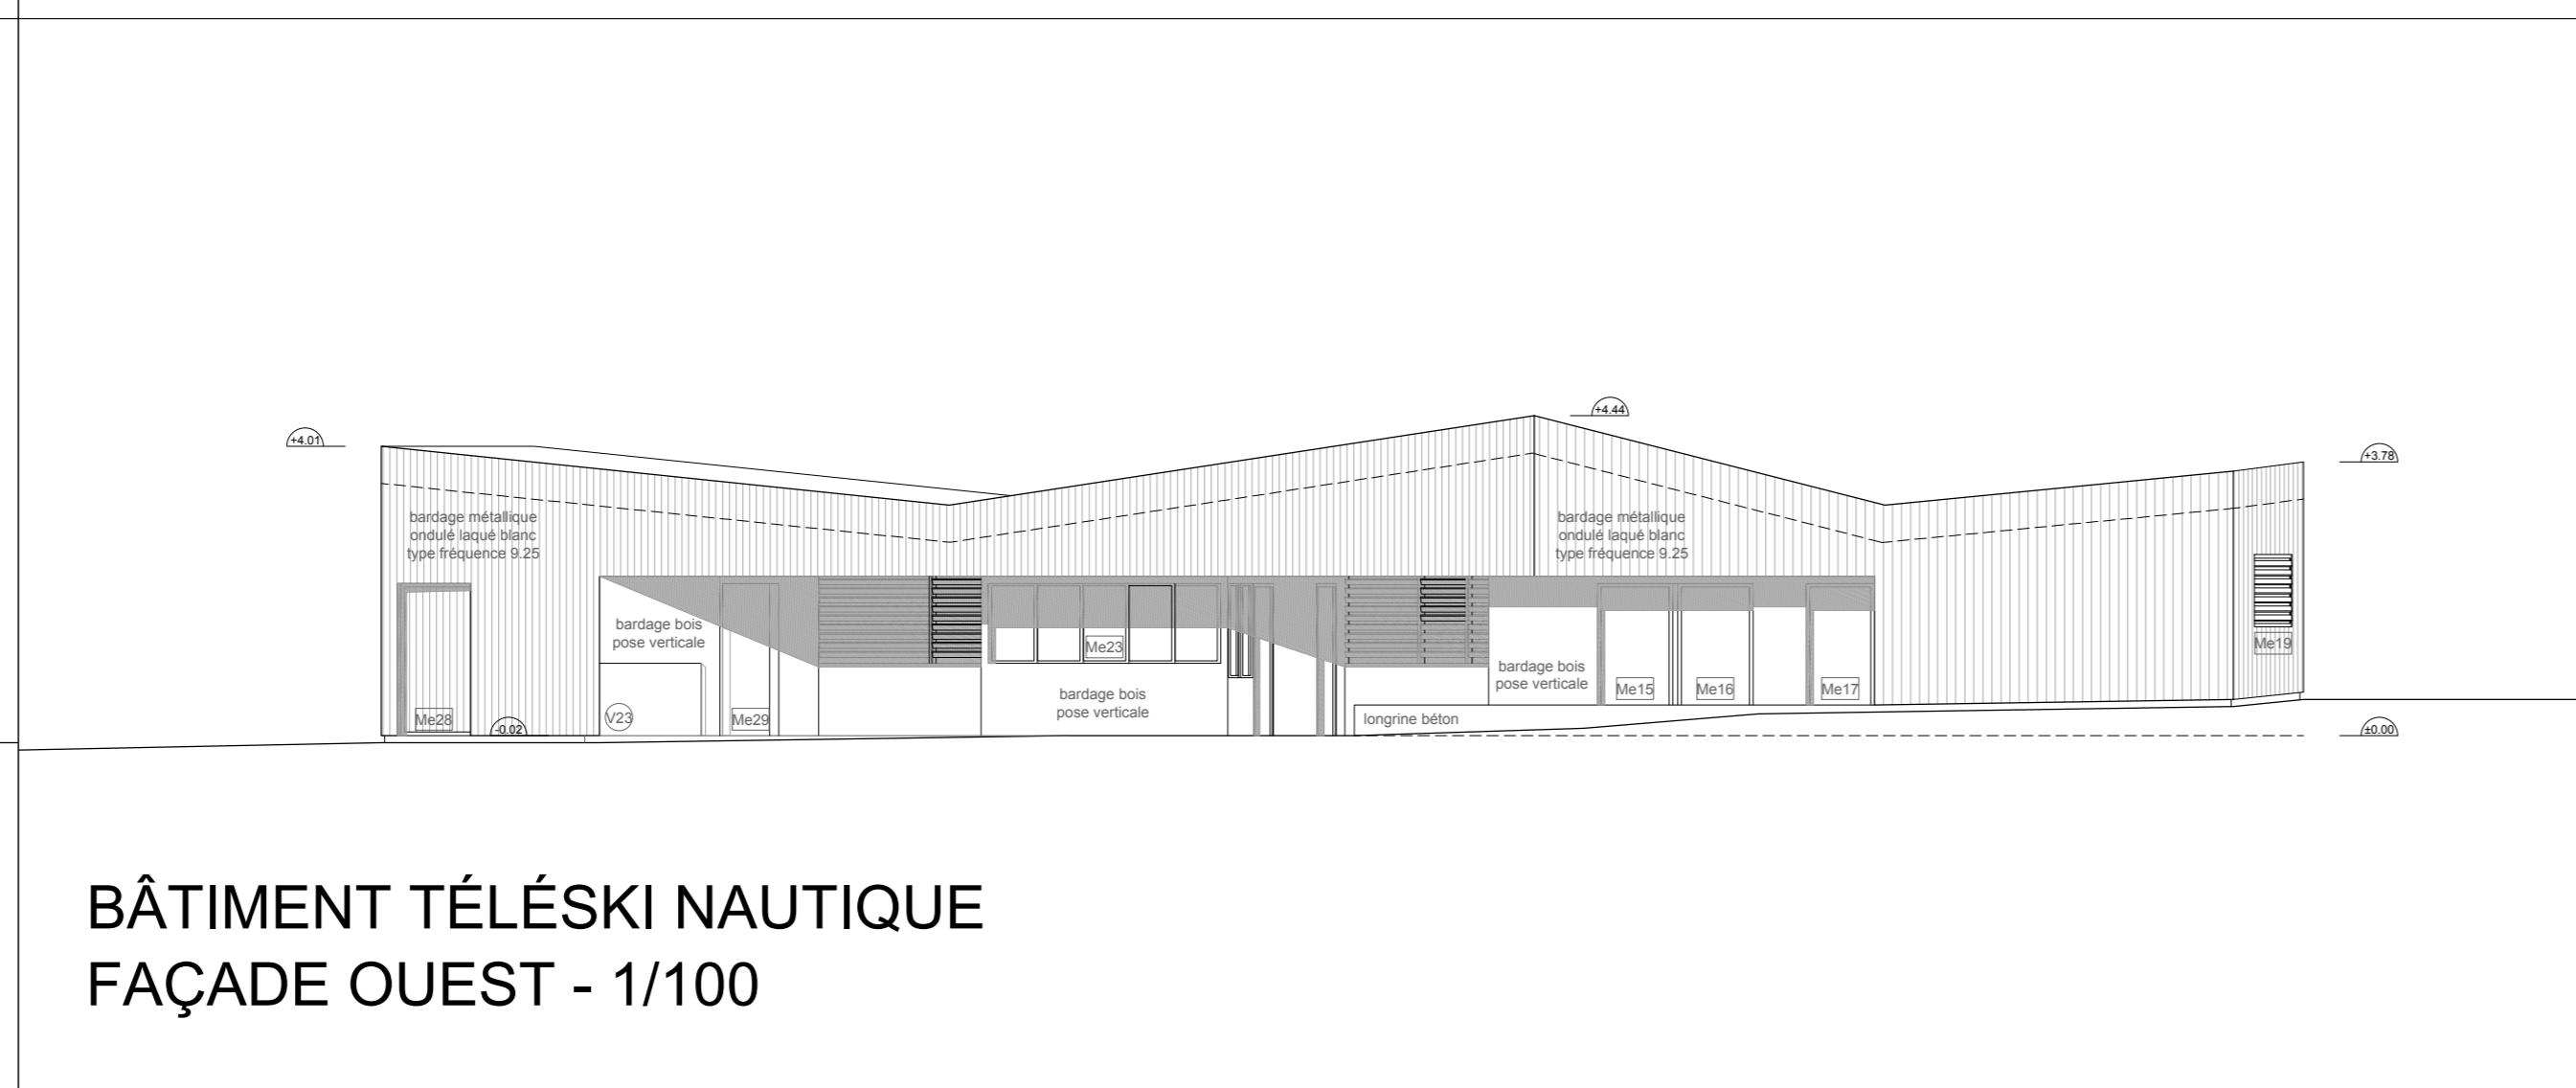 +4.44
+4.01
+3.78
bardage métallique
ondulé laqué blanc
type fréquence 9.25
bardage métallique
ondulé laqué blanc
type fréquence 9.25
bardage bois
pose verticale
Me23
Me19
bardage bois
pose verticale
bardage bois
pose verticale
Me15
Me16
Me17
Me28
-0.02
V23
Me29
longrine béton
±0.00
BÂTIMENT TÉLÉSKI NAUTIQUE
FAÇADE OUEST - 1/100